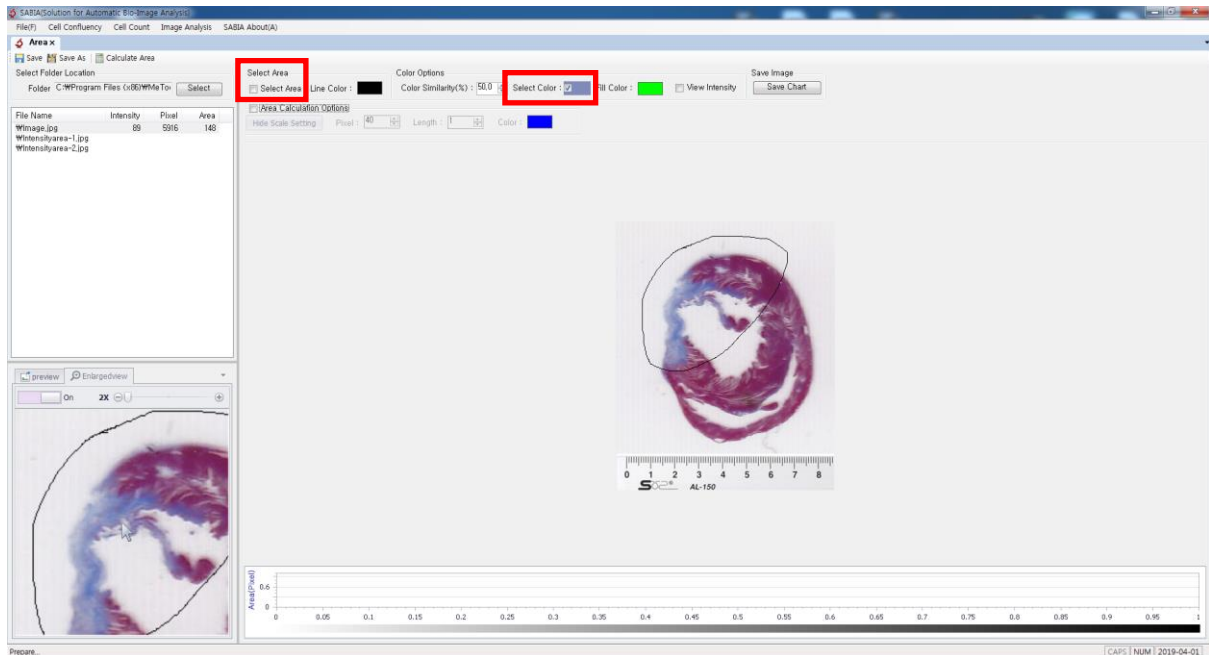 SABIA(Solution for Automatic Bio-Image Analysis)
File(F) Cell Confluency Cell Count Image Analysis SABIA About(A)
Area x
Save Save As Calculate Area
Select Folder Location
Folder C:₩Program Files (x86)₩MeTo Select
Select Area
Select Area Line Color :
Color Options
Color Similarity(%) : 50,0 Select Color : Fill Color : View Intensity
Save Image
Save Chart
Area Calculation Options
Hide Scale Setting Pixel : 40 Length : 1 Color :
File Name Intensity Pixel Area
₩Image.jpg 89 5916 148
₩Intensityarea-1.jpg
₩Intensityarea-2.jpg
preview Enlargedview
On 2X
0 1 2 3 4 5 6 7 8
AL-150
Area(Pixel)
0.6
0
0 0.05 0.1 0.15 0.2 0.25 0.3 0.35 0.4 0.45 0.5 0.55 0.6 0.65 0.7 0.75 0.8 0.85 0.9 0.95 1
Prepare... CAPS NUM 2019-04-01